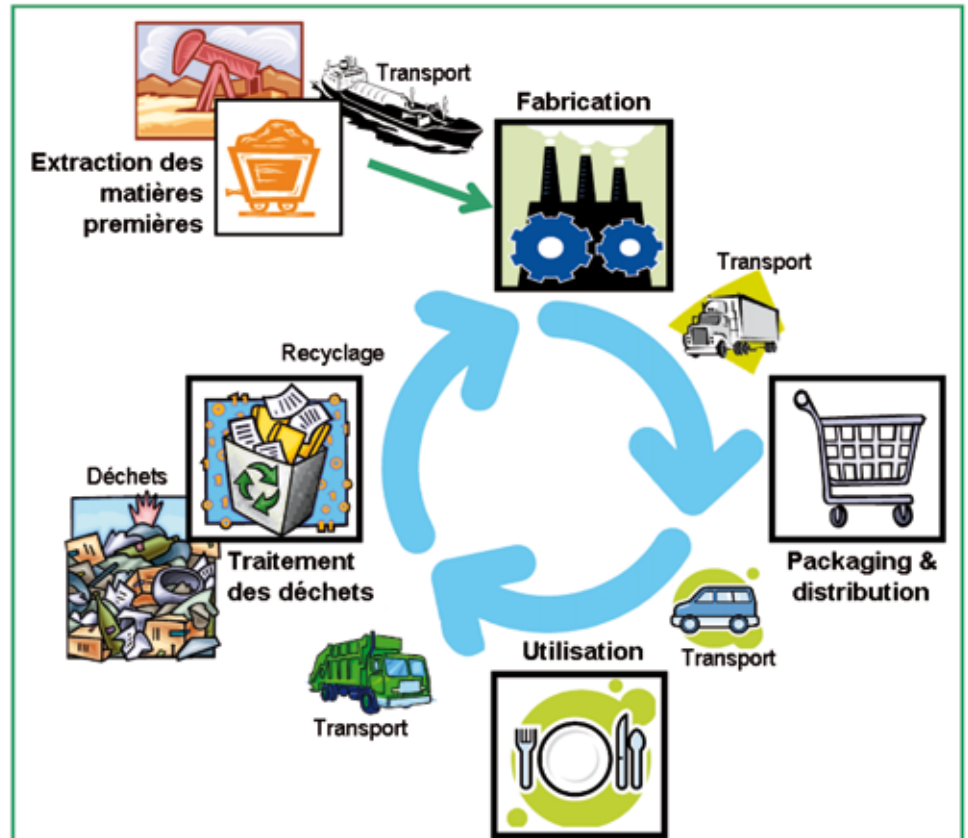 Transport
Fabrication
Extraction des
matières
premières
Transport
Recyclage
Déchets
Traitement
des déchets
Packaging &
distribution
Utilisation
Transport
Transport